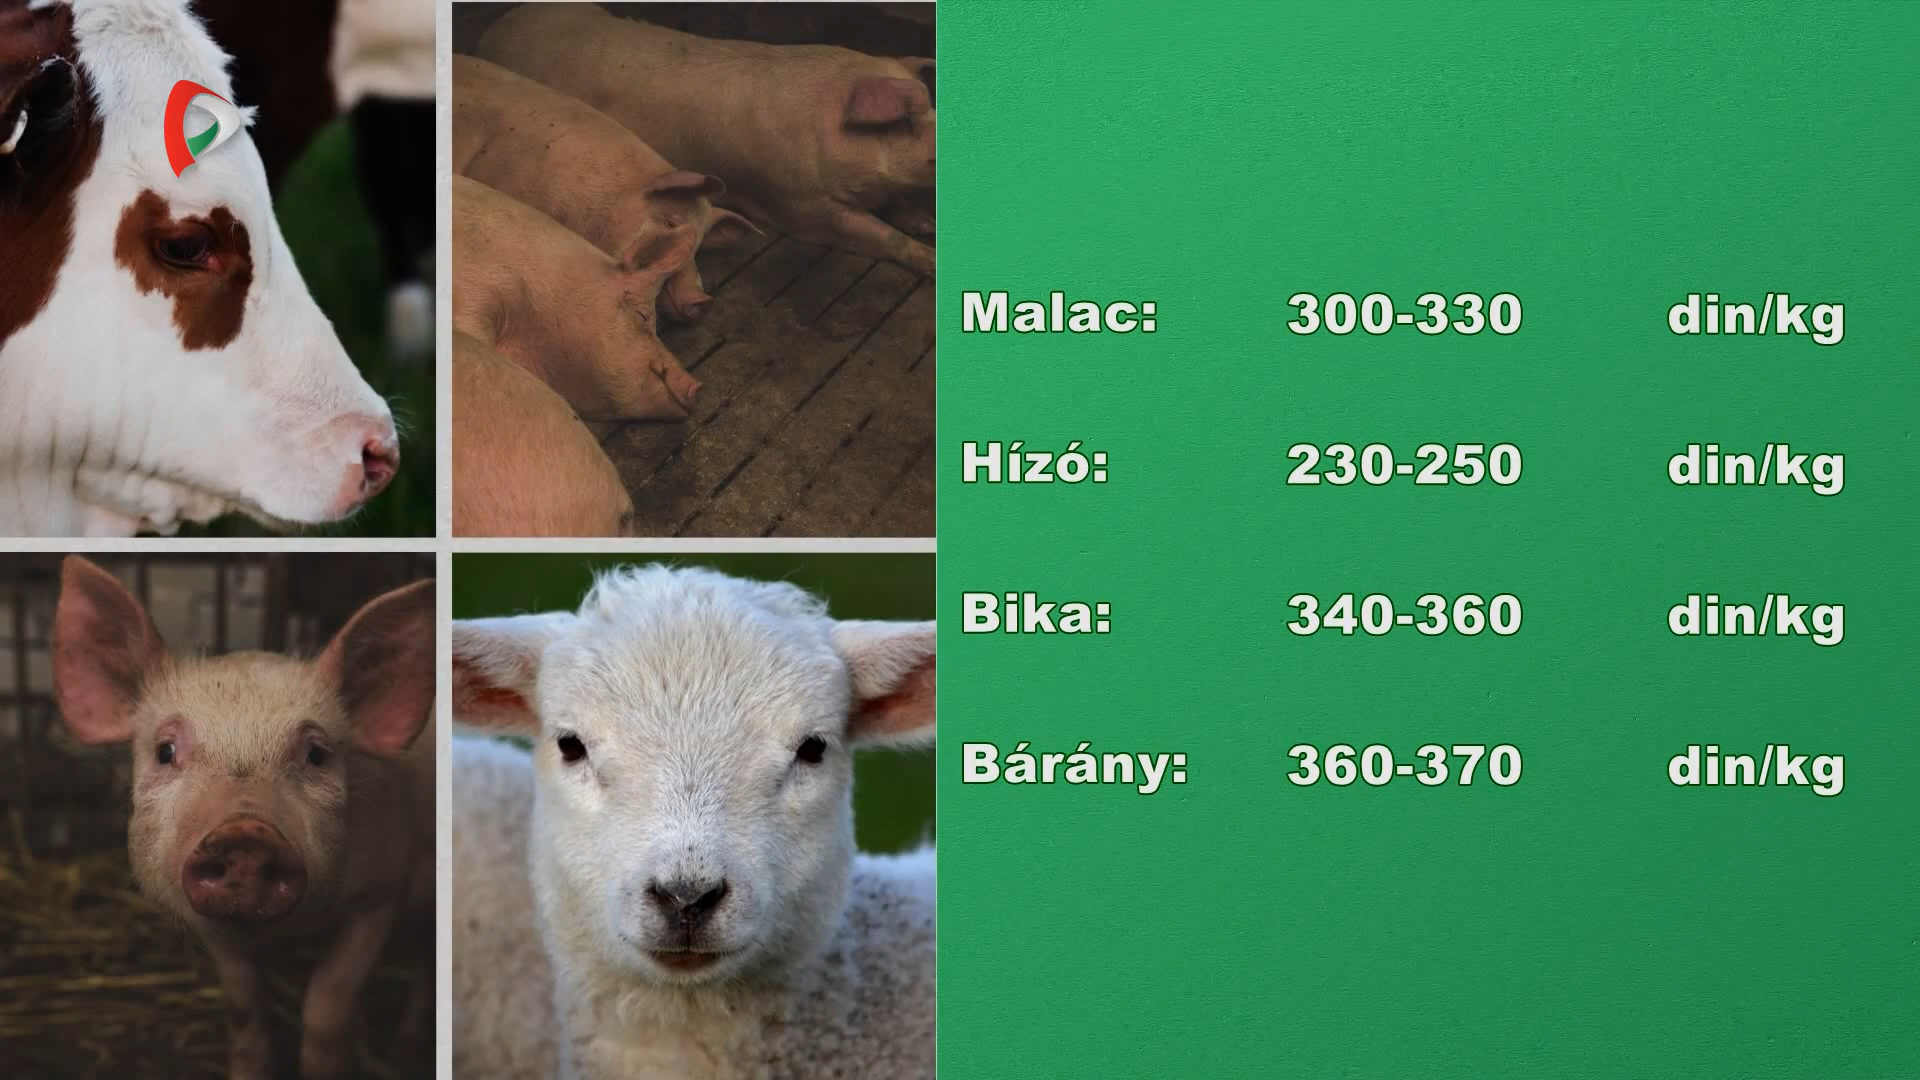 Malac: 300-330 din/kg
Hízó: 230-250 din/kg
Bika: 340-360 din/kg
Bárány: 360-370 din/kg